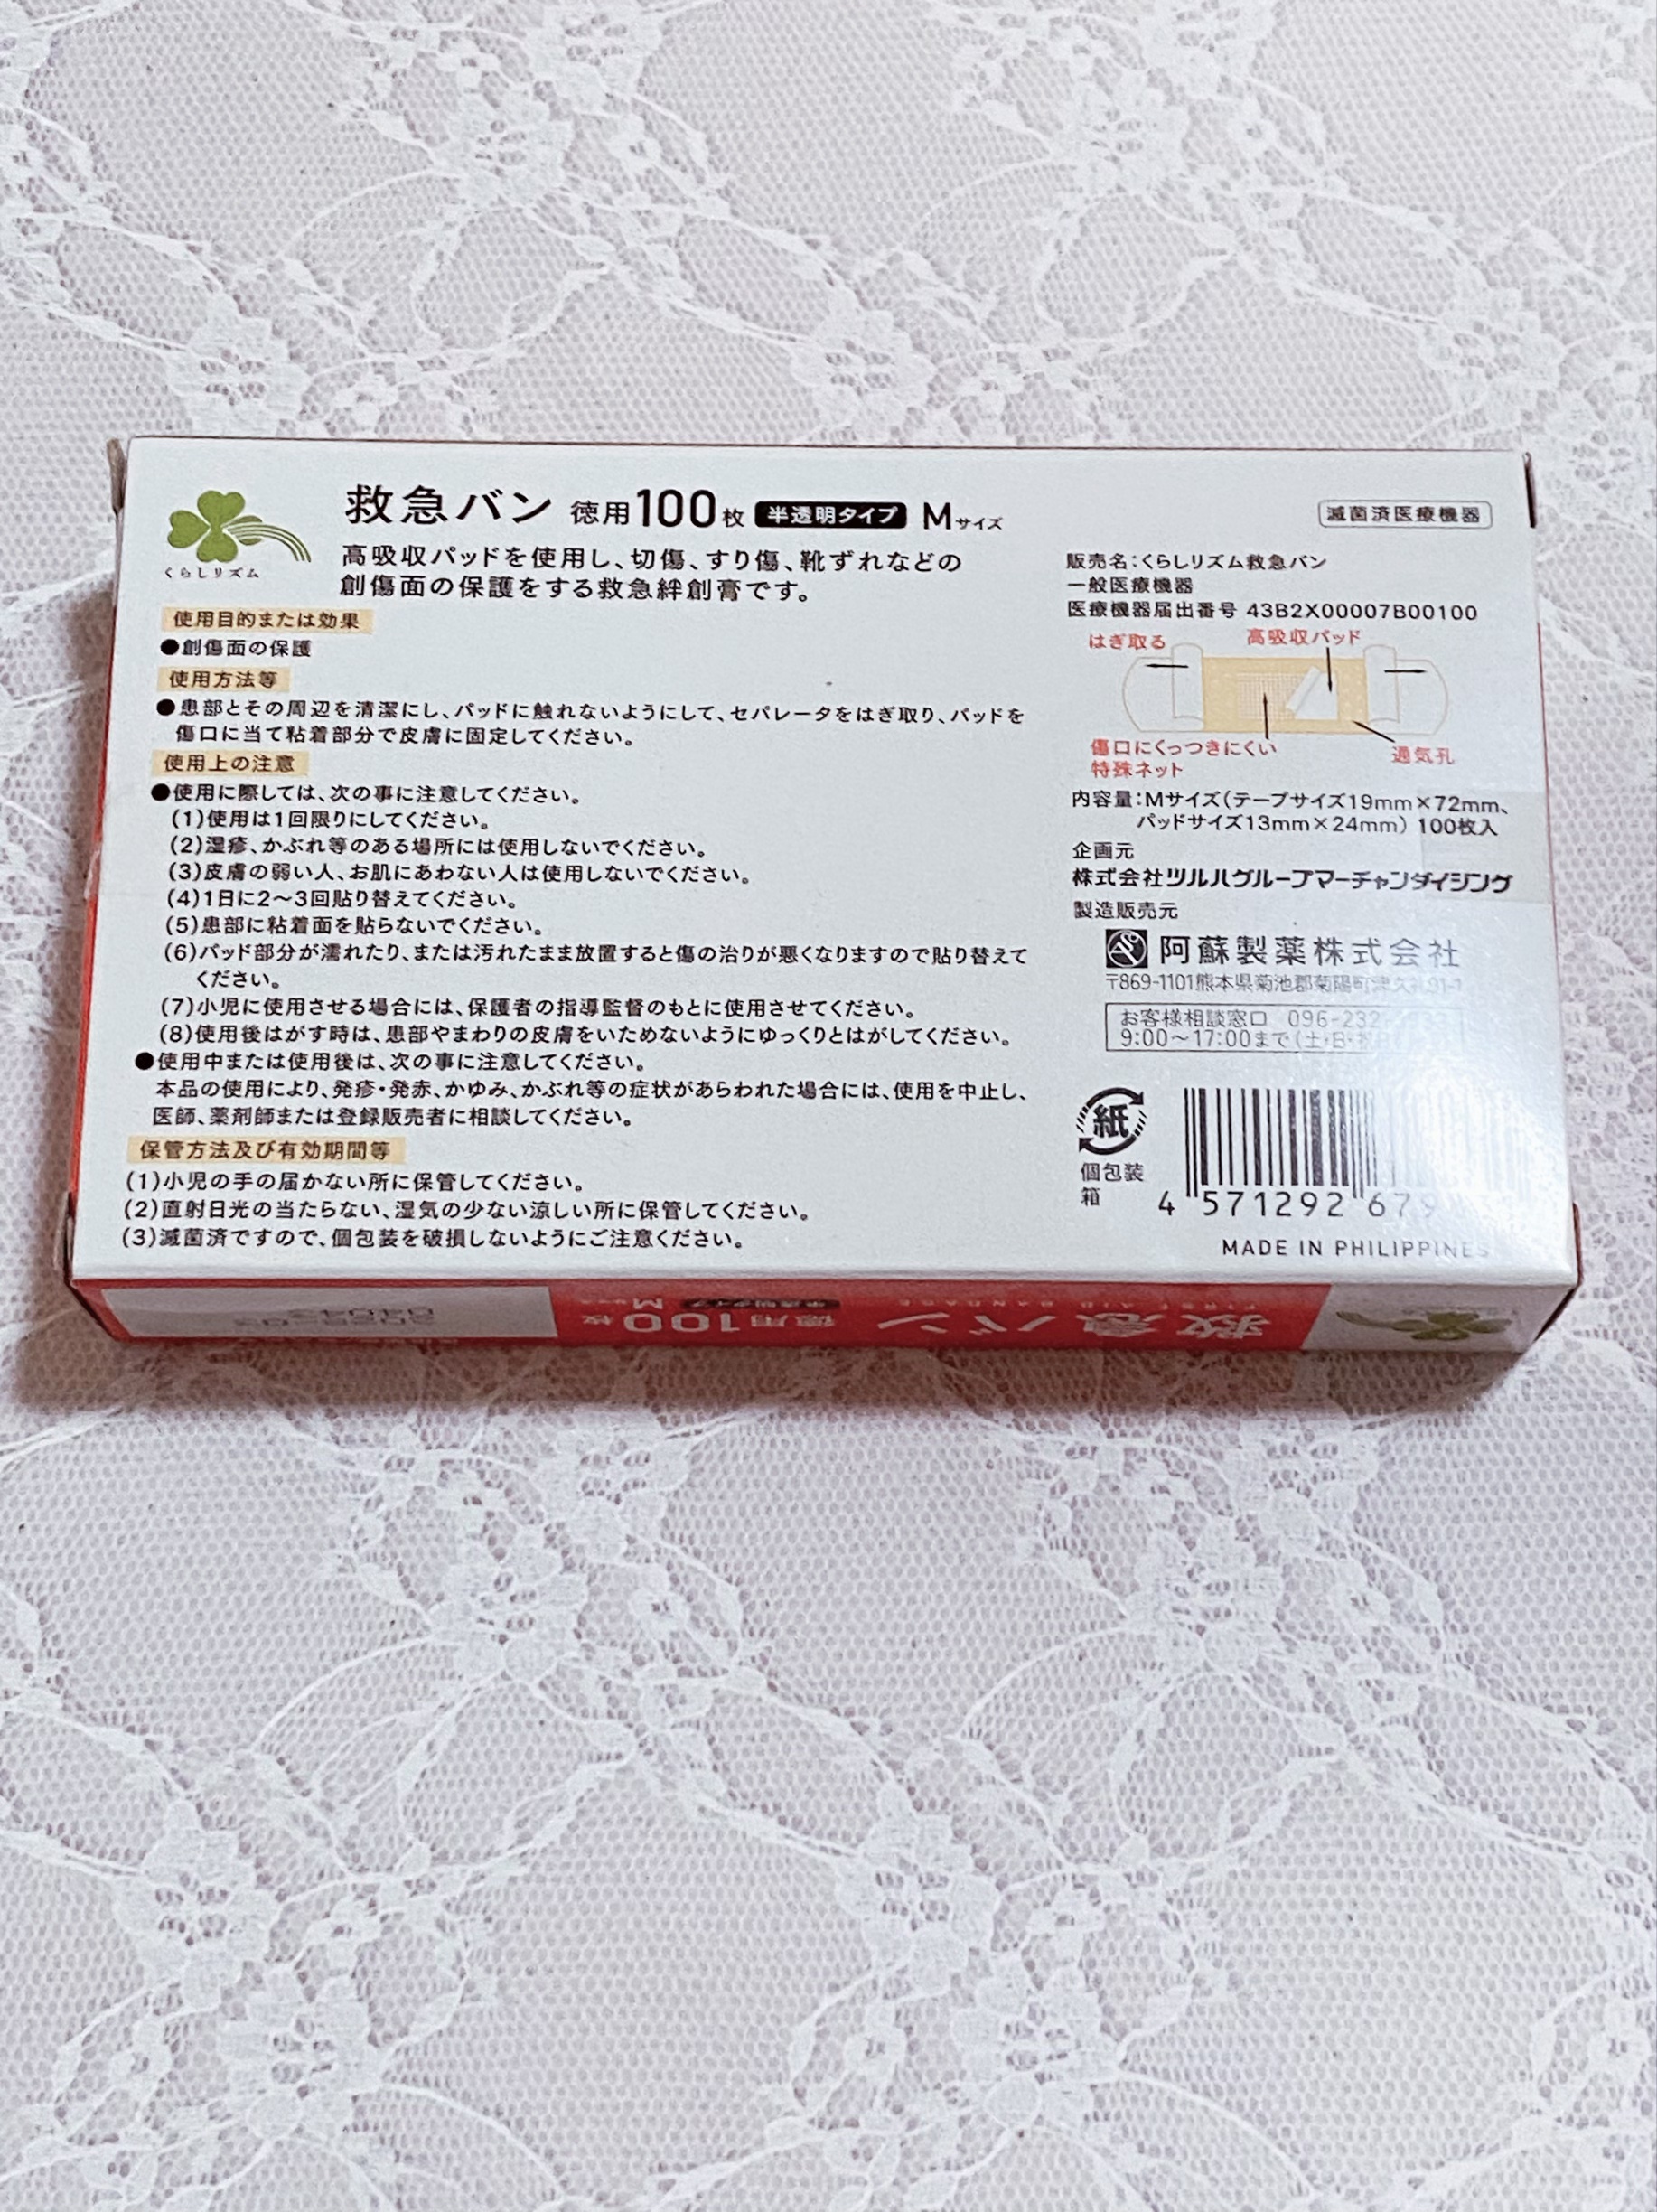 くらしリズム
救急バン 徳用100枚 半透明タイプ Mサイズ
高吸収パッドを使用し、切傷、すり傷、靴ずれなどの
創傷面の保護をする救急絆創膏です。
使用目的または効果
●創傷面の保護
使用方法等
●患部とその周辺を清潔にし、パッドに触れないようにして、セパレータをはぎ取り、パッドを
傷口に当て粘着部分で皮膚に固定してください。
使用上の注意
●使用に際しては、次の事に注意してください。
(1)使用は1回限りにしてください。
(2)湿疹、かぶれ等のある場所には使用しないでください。
(3)皮膚の弱い人、お肌にあわない人は使用しないでください。
(4)1日に2〜3回貼り替えてください。
(5)患部に粘着面を貼らないでください。
(6)パッド部分が濡れたり、または汚れたまま放置すると傷の治りが悪くなりますので貼り替えて
ください。
(7)小児に使用させる場合には、保護者の指導監督のもとに使用させてください。
(8)使用後はがす時は、患部やまわりの皮膚をいためないようにゆっくりとはがしてください。
●使用中または使用後は、次の事に注意してください。
本品の使用により、発疹・発赤、かゆみ、かぶれ等の症状があらわれた場合には、使用を中止し、
医師、薬剤師または登録販売者に相談してください。
保管方法及び有効期間等
(1)小児の手の届かない所に保管してください。
(2)直射日光の当たらない、湿気の少ない涼しい所に保管してください。
(3)滅菌済ですので、個包装を破損しないようにご注意ください。
滅菌済医療機器
販売名:くらしリズム救急バン
一般医療機器
医療機器届出番号 43B2X00007B00100
はぎ取る 高吸収パッド
傷口にくっつきにくい
特殊ネット
通気孔
内容量:Mサイズ(テープサイズ19mm×72mm、
パッドサイズ13mm×24mm) 100枚入
企画元
株式会社ツルハグループマーチャンダイジング
製造販売元
阿蘇製薬株式会社
〒869-1101熊本県菊池郡菊陽町津久礼91-1
お客様相談窓口 096-232
9:00〜17:00まで(土・日・祝
紙
個包装
箱
4 571292 679
MADE IN PHILIPPINES
救急バン 徳用100枚 半透明タイプ Mサイズ
FIRST AID BANDAGE